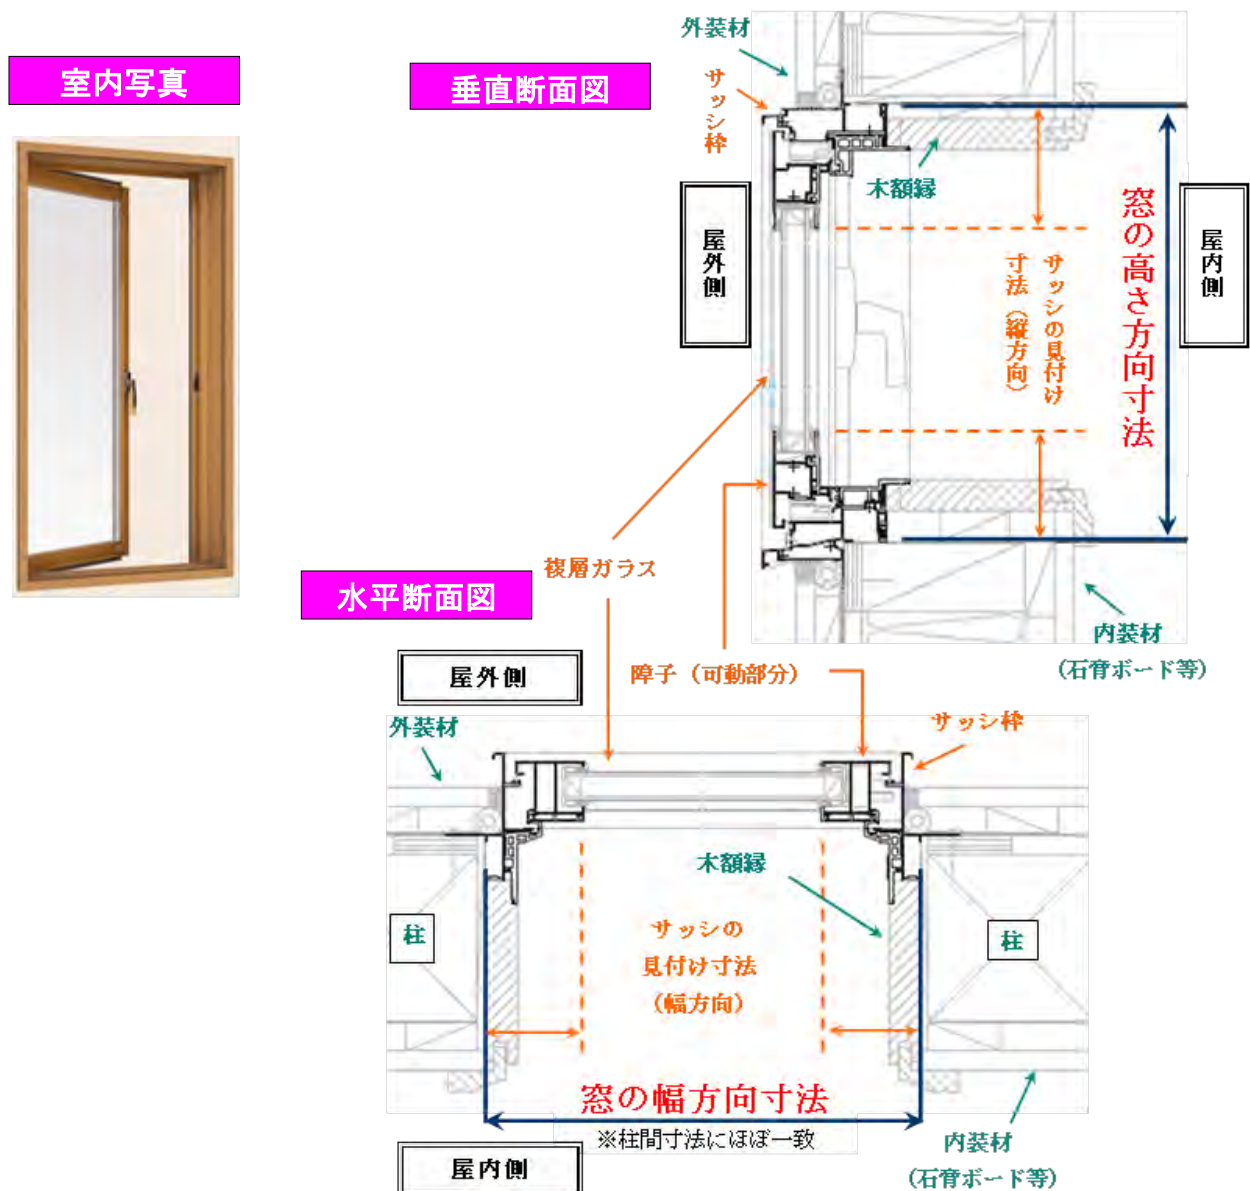 室内写真
垂直断面図
外装材
サッシ枠
木額縁
屋外側
屋内側
窓の高さ方向寸法
サッシの見付け
寸法（縦方向）
複層ガラス
障子（可動部分）
内装材
(石膏ボード等)
水平断面図
屋外側
外装材
サッシ枠
木額縁
柱
柱
サッシの
見付け寸法
（幅方向）
窓の幅方向寸法
※柱間寸法にほぼ一致
屋内側
内装材
(石膏ボード等)